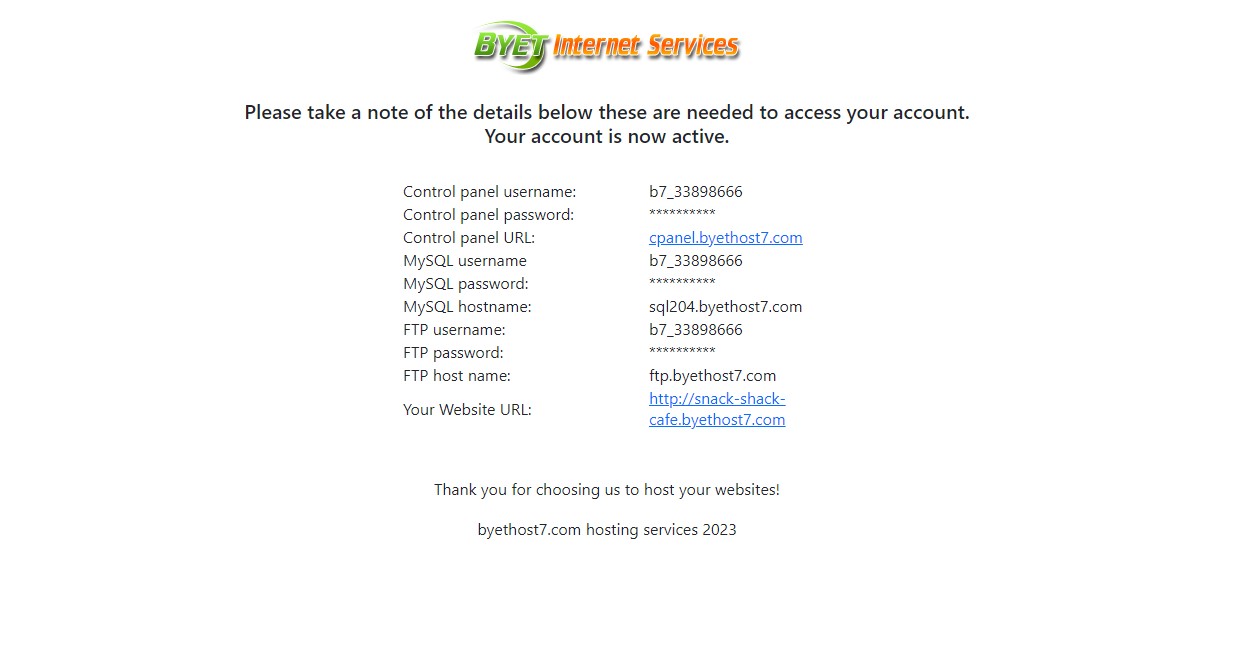 BYET Internet Services
Please take a note of the details below these are needed to access your account.
Your account is now active.
Control panel username: b7_33898666
Control panel password: **********
Control panel URL: cpanel.byethost7.com
MySQL username b7_33898666
MySQL password: **********
MySQL hostname: sql204.byethost7.com
FTP username: b7_33898666
FTP password: **********
FTP host name: ftp.byethost7.com
Your Website URL: http://snack-shack-
cafe.byethost7.com
Thank you for choosing us to host your websites!
byethost7.com hosting services 2023